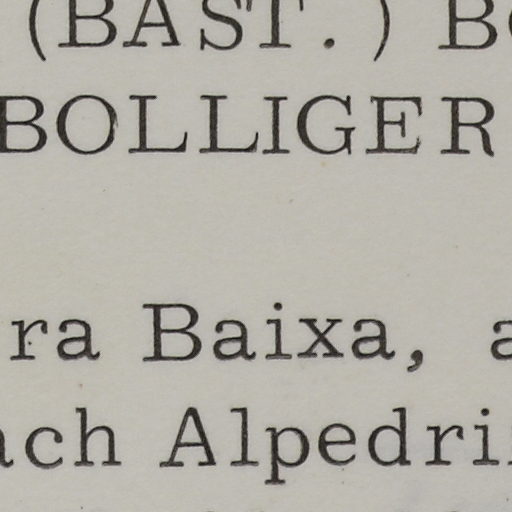 (BAST.) B
BOLLIGER
ra Baixa, a
ach Alpedri